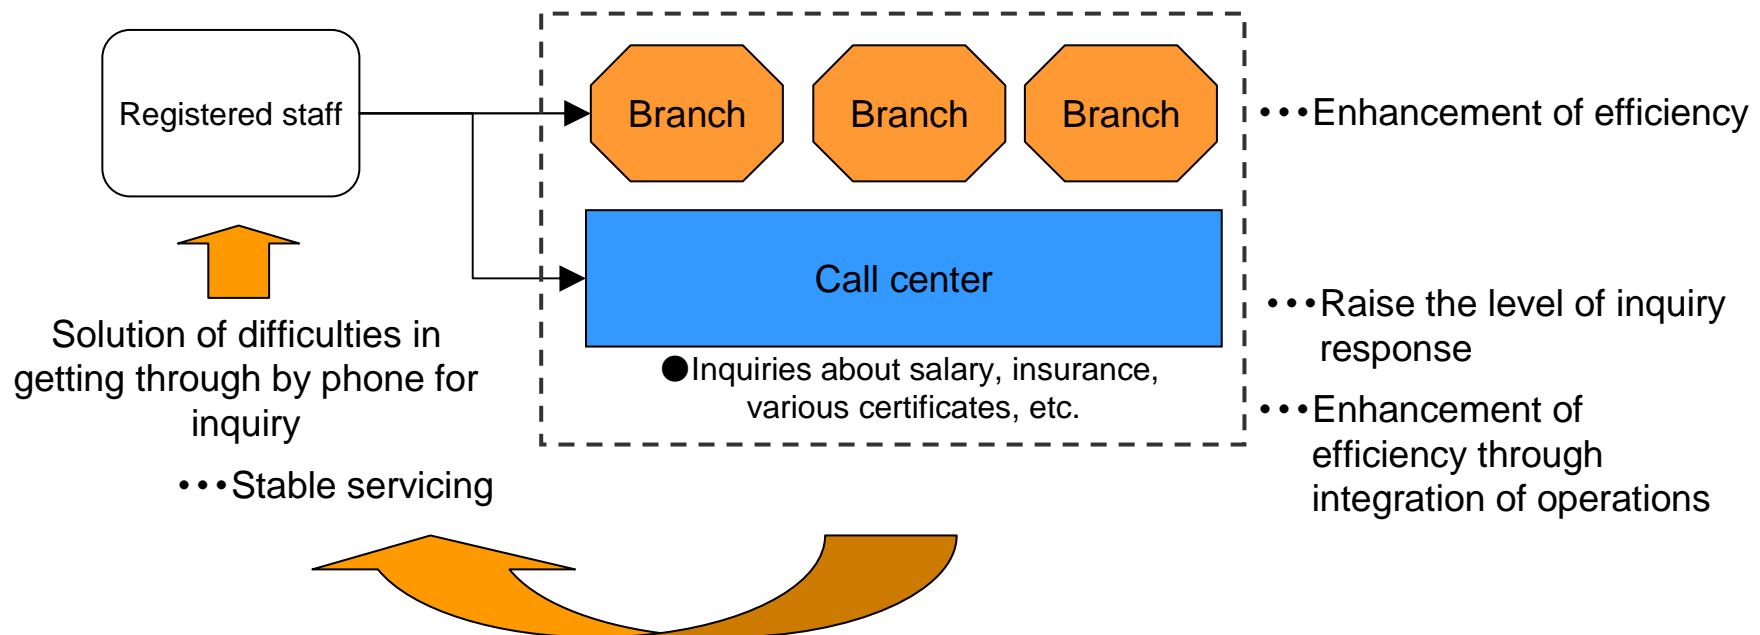 Registered staff
Branch
Branch
Branch
•••Enhancement of efficiency
Call center
●Inquiries about salary, insurance,
various certificates, etc.
•••Raise the level of inquiry
response
•••Enhancement of
efficiency through
integration of operations
Solution of difficulties in
getting through by phone for
inquiry
•••Stable servicing